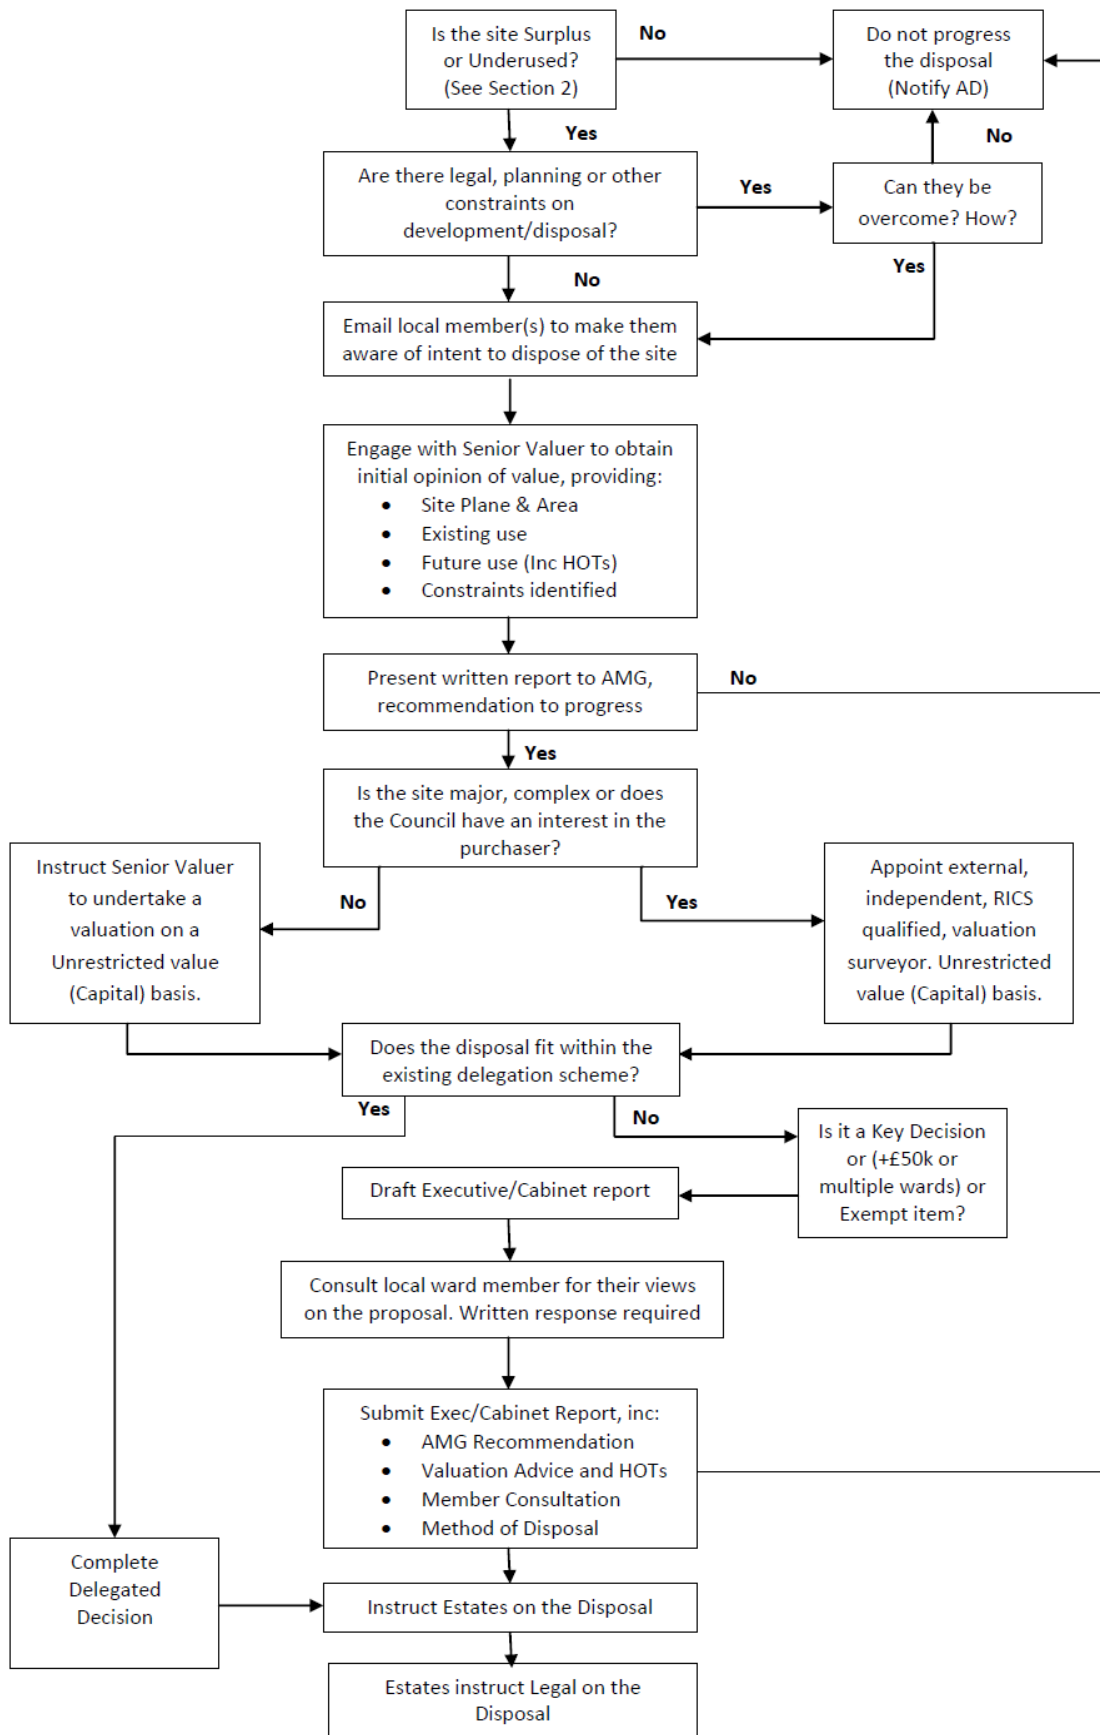 Is the site Surplus
or Underused?
(See Section 2)
No
Do not progress
the disposal
(Notify AD)
Yes
No
Are there legal, planning or other
constraints on
development/disposal?
Yes
Can they be
overcome? How?
Yes
No
Email local member(s) to make them
aware of intent to dispose of the site
Engage with Senior Valuer to obtain
initial opinion of value, providing:
• Site Plane & Area
• Existing use
• Future use (Inc HOTs)
• Constraints identified
Present written report to AMG,
recommendation to progress
No
Yes
Is the site major, complex or does
the Council have an interest in the
purchaser?
Instruct Senior Valuer
to undertake a
valuation on a
Unrestricted value
(Capital) basis.
No
Yes
Appoint external,
independent, RICS
qualified, valuation
surveyor. Unrestricted
value (Capital) basis.
Does the disposal fit within the
existing delegation scheme?
Yes
No
Is it a Key Decision
or (+£50k or
multiple wards) or
Exempt item?
Draft Executive/Cabinet report
Consult local ward member for their views
on the proposal. Written response required
Submit Exec/Cabinet Report, inc:
• AMG Recommendation
• Valuation Advice and HOTs
• Member Consultation
• Method of Disposal
Complete
Delegated
Decision
Instruct Estates on the Disposal
Estates instruct Legal on the
Disposal